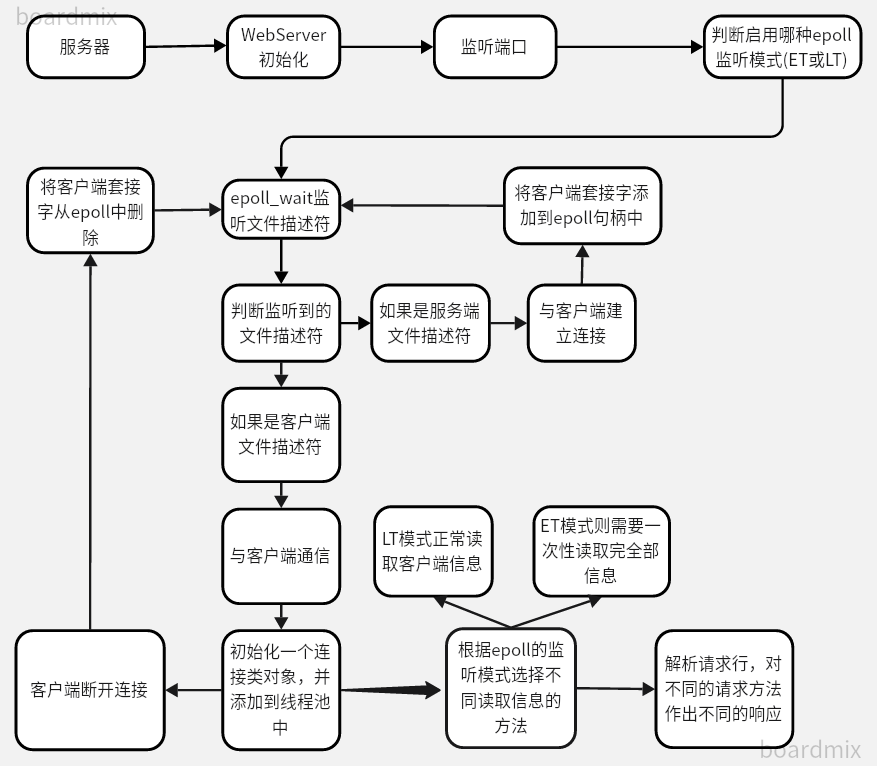 boardmix
服务器
WebServer
初始化
监听端口
判断启用哪种epoll
监听模式(ET或LT)
将客户端套接
字从epoll中删
除
epoll_wait监
听文件描述符
将客户端套接字添
加到epoll句柄中
判断监听到的
文件描述符
如果是服务端
文件描述符
与客户端建
立连接
如果是客户端
文件描述符
与客户端通信
LT模式正常读
取客户端信息
ET模式则需要一
次性读取完全部
信息
客户端断开连接
初始化一个连
接类对象，并
添加到线程池
中
根据epoll的监
听模式选择不
同读取信息的
方法
解析请求行，对
不同的请求方法
作出不同的响应
boardmix